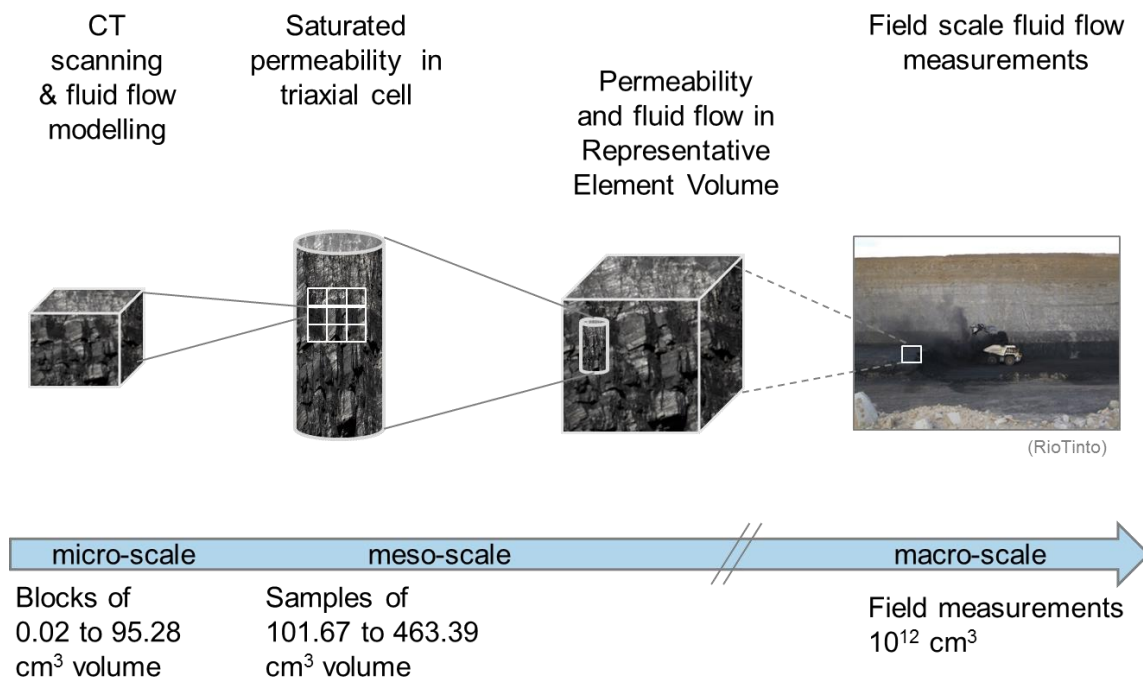 CT
scanning
& fluid flow
modelling
Saturated
permeability in
triaxial cell
Permeability
and fluid flow in
Representative
Element Volume
Field scale fluid flow
measurements
(RioTinto)
micro-scale
meso-scale
macro-scale
Blocks of
0.02 to 95.28
cm³ volume
Samples of
101.67 to 463.39
cm³ volume
Field measurements
10¹² cm³